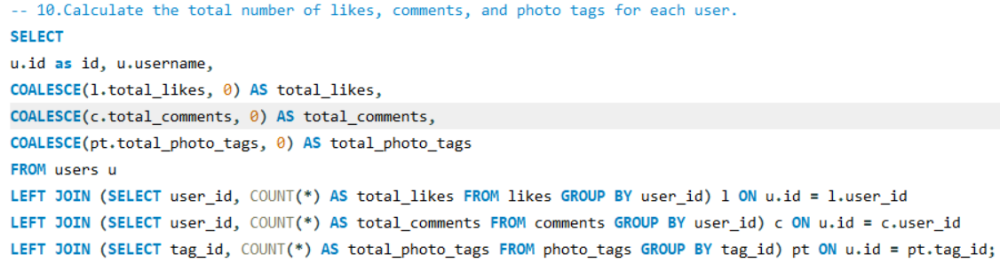 -- 10.Calculate the total number of likes, comments, and photo tags for each user.
SELECT
u.id as id, u.username,
COALESCE(l.total_likes, 0) AS total_likes,
COALESCE(c.total_comments, 0) AS total_comments,
COALESCE(pt.total_photo_tags, 0) AS total_photo_tags
FROM users u
LEFT JOIN (SELECT user_id, COUNT(*) AS total_likes FROM likes GROUP BY user_id) l ON u.id = l.user_id
LEFT JOIN (SELECT user_id, COUNT(*) AS total_comments FROM comments GROUP BY user_id) c ON u.id = c.user_id
LEFT JOIN (SELECT tag_id, COUNT(*) AS total_photo_tags FROM photo_tags GROUP BY tag_id) pt ON u.id = pt.tag_id;